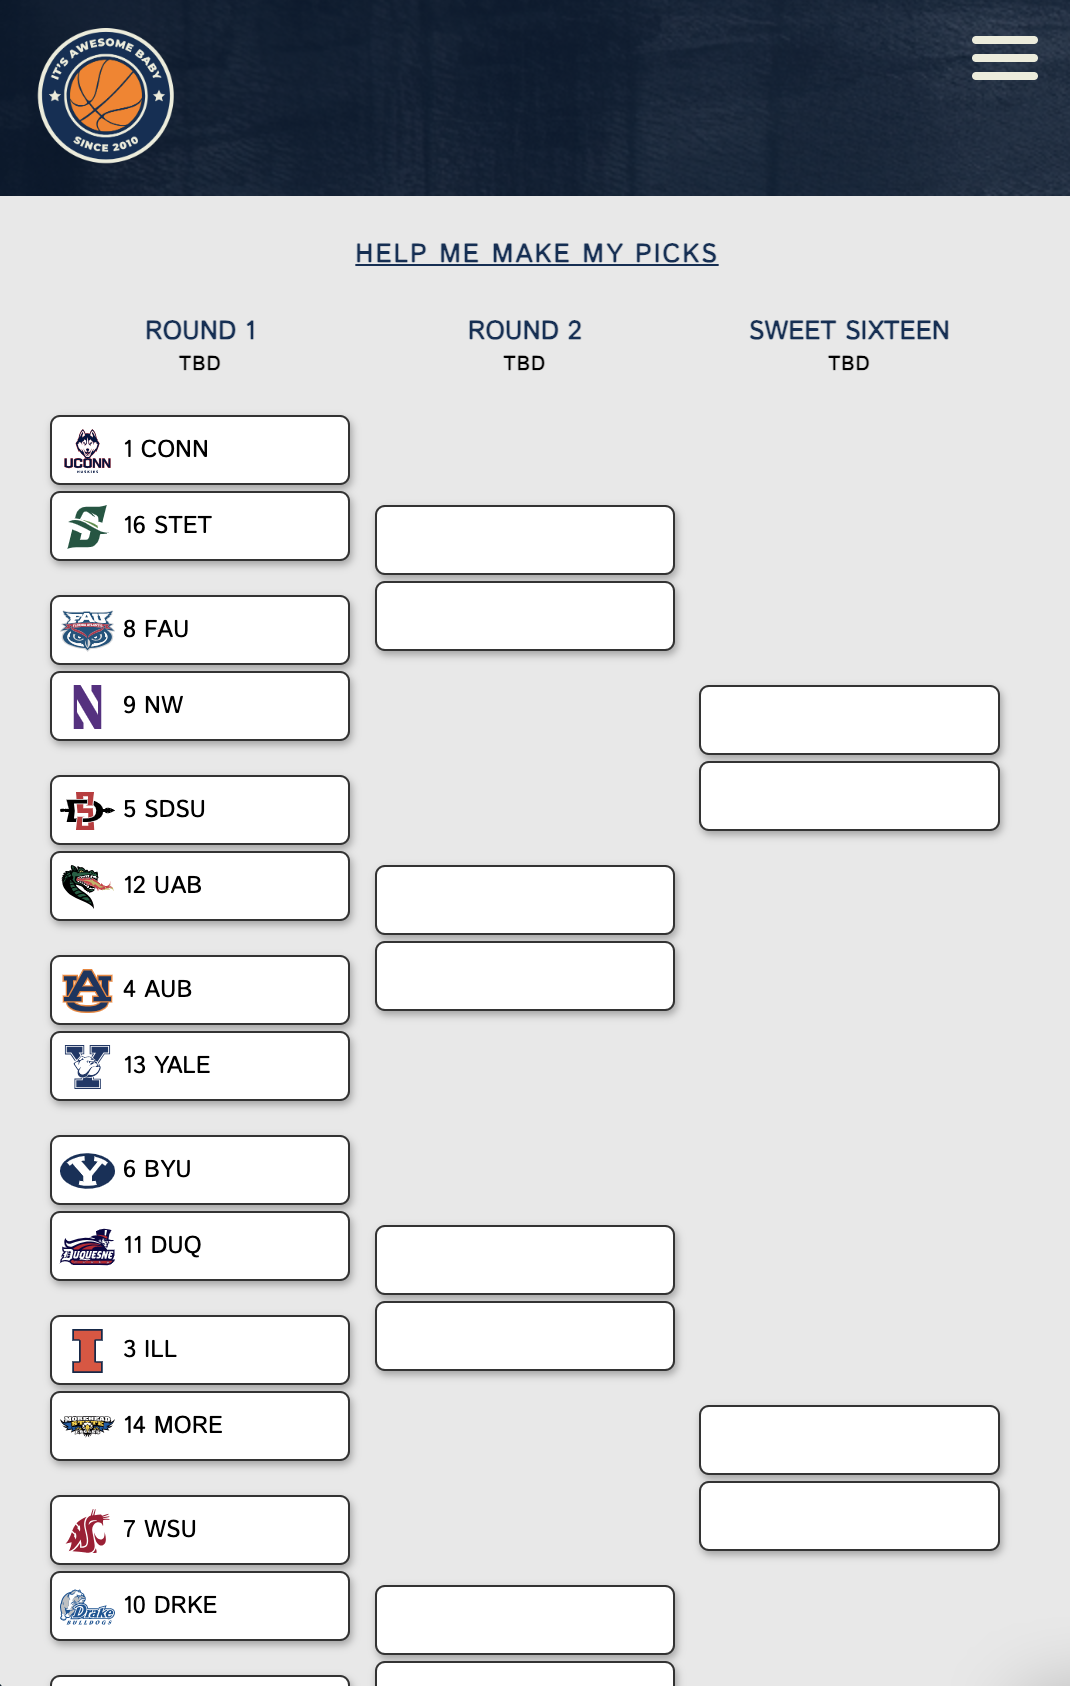 IT'S AWESOME BABY
SINCE 2010
HELP ME MAKE MY PICKS
ROUND 1
ROUND 2
SWEET SIXTEEN
TBD
TBD
TBD
UCONN
HUSKIES
1 CONN
16 STET
FAU
8 FAU
9 NW
5 SDSU
12 UAB
4 AUB
13 YALE
6 BYU
DUQUESNE
11 DUQ
3 ILL
MOREHEAD
STATE
14 MORE
7 WSU
Drake
BULLDOGS
10 DRKE